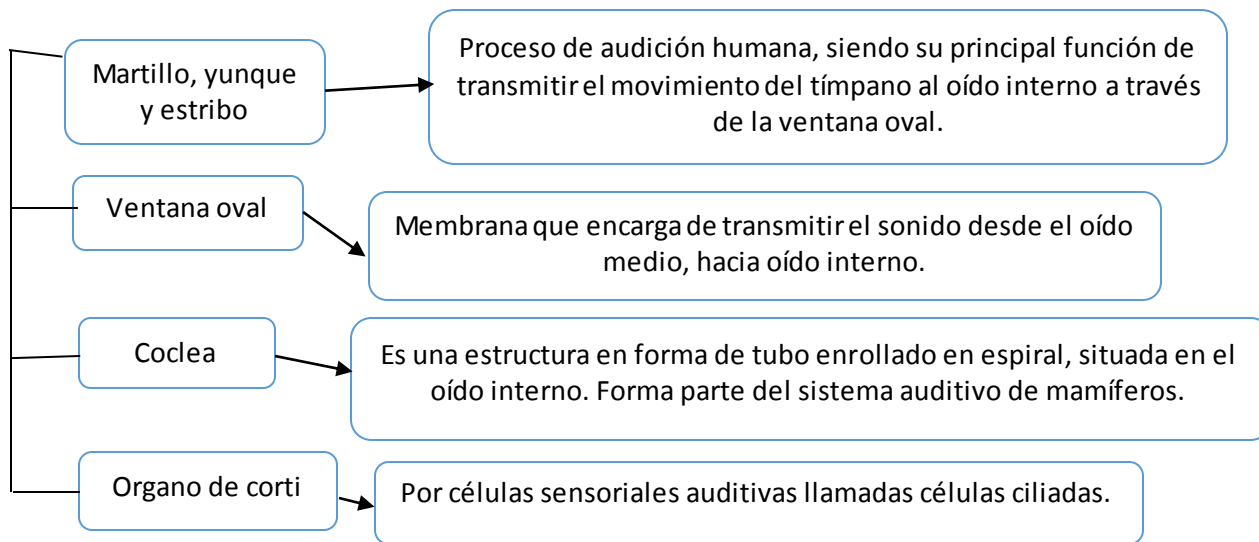 Martillo, yunque
y estribo
Proceso de audición humana, siendo su principal función de
transmitir el movimiento del tímpano al oído interno a través
de la ventana oval.
Ventana oval
Membrana que encarga de transmitir el sonido desde el oído
medio, hacia oído interno.
Coclea
Es una estructura en forma de tubo enrollado en espiral, situada en el
oído interno. Forma parte del sistema auditivo de mamíferos.
Organo de corti
Por células sensoriales auditivas llamadas células ciliadas.